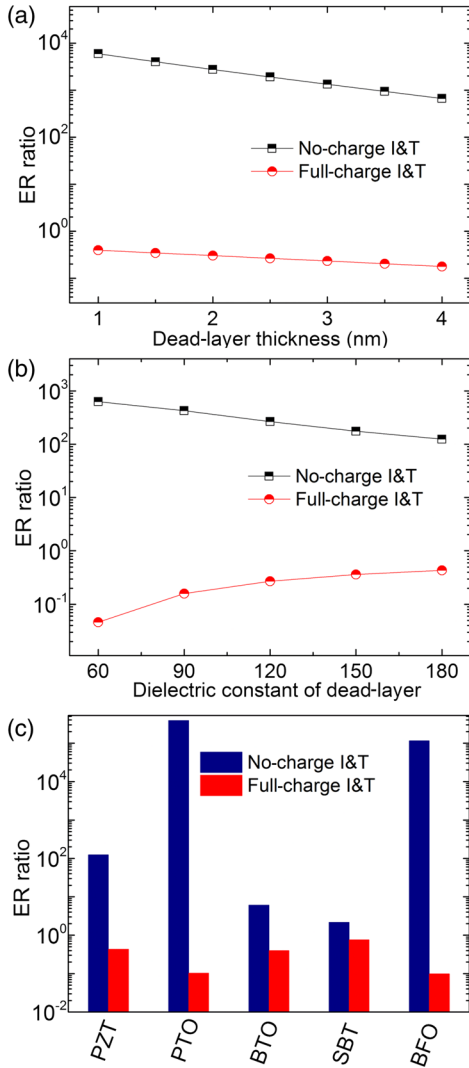 (a)
10^4
10^2
10^0
ER ratio
No-charge I&T
Full-charge I&T
1 2 3 4
Dead-layer thickness (nm)
(b)
10^3
10^2
10^1
10^0
10^-1
ER ratio
No-charge I&T
Full-charge I&T
60 90 120 150 180
Dielectric constant of dead-layer
(c)
10^4
10^2
10^0
10^-2
ER ratio
No-charge I&T
Full-charge I&T
PZT PTO BTO SBT BFO